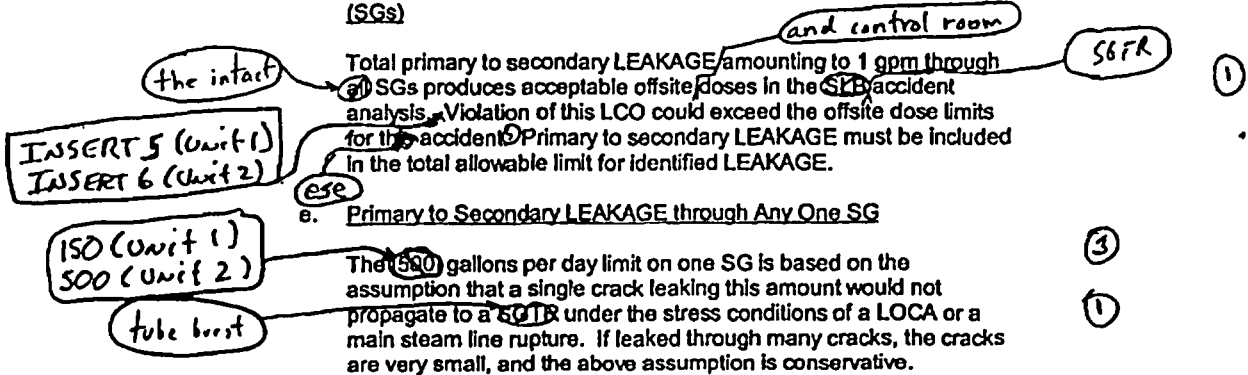 (SGs)
and control room
Total primary to secondary LEAKAGE amounting to 1 gpm through
the intact
SGTR
①
all SGs produces acceptable offsite doses in the SLB accident
analysis. Violation of this LCO could exceed the offsite dose limits
INSERT 5 (Unit 1)
INSERT 6 (Unit 2)
for this accident. Primary to secondary LEAKAGE must be included
in the total allowable limit for identified LEAKAGE.
ese
e. Primary to Secondary LEAKAGE through Any One SG
150 (Unit 1)
500 (Unit 2)
③
The 500 gallons per day limit on one SG is based on the
assumption that a single crack leaking this amount would not
tube burst
①
propagate to a SGTR under the stress conditions of a LOCA or a
main steam line rupture. If leaked through many cracks, the cracks
are very small, and the above assumption is conservative.